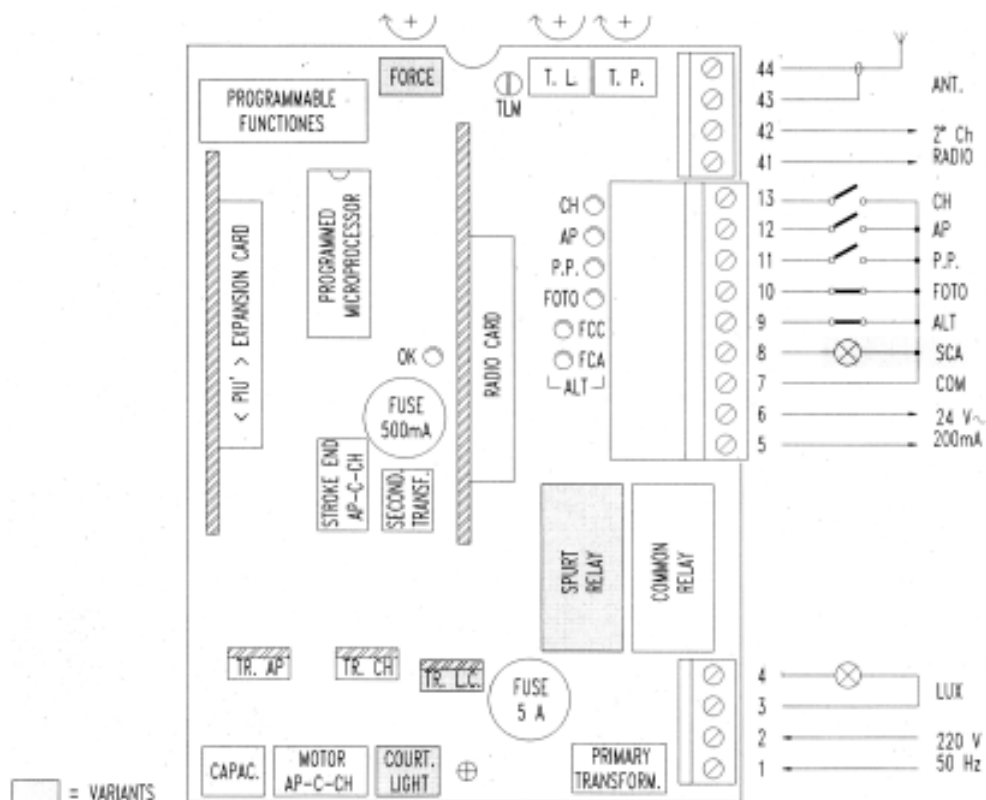 FORCE
T. L.
T. P.
TLM
PROGRAMMABLE
FUNCTIONES
PROGRAMMED
MICROPROCESSOR
< PIU' > EXPANSION CARD
RADIO CARD
OK
FUSE
500mA
STROKE END
AP-C-CH
SECOND.
TRANSF.
CH
AP
P.P.
FOTO
FCC
FCA
ALT
SPURT
RELAY
COMMON
RELAY
TR. AP
TR. CH
TR. L.C.
FUSE
5 A
CAPAC.
MOTOR
AP-C-CH
COURT.
LIGHT
PRIMARY
TRANSFORM.
44
43
ANT.
42
41
2° Ch
RADIO
13 CH
12 AP
11 P.P.
10 FOTO
9 ALT
8 SCA
7 COM
6
5
24 V~
200mA
4
3
LUX
2
1
220 V
50 Hz
= VARIANTS